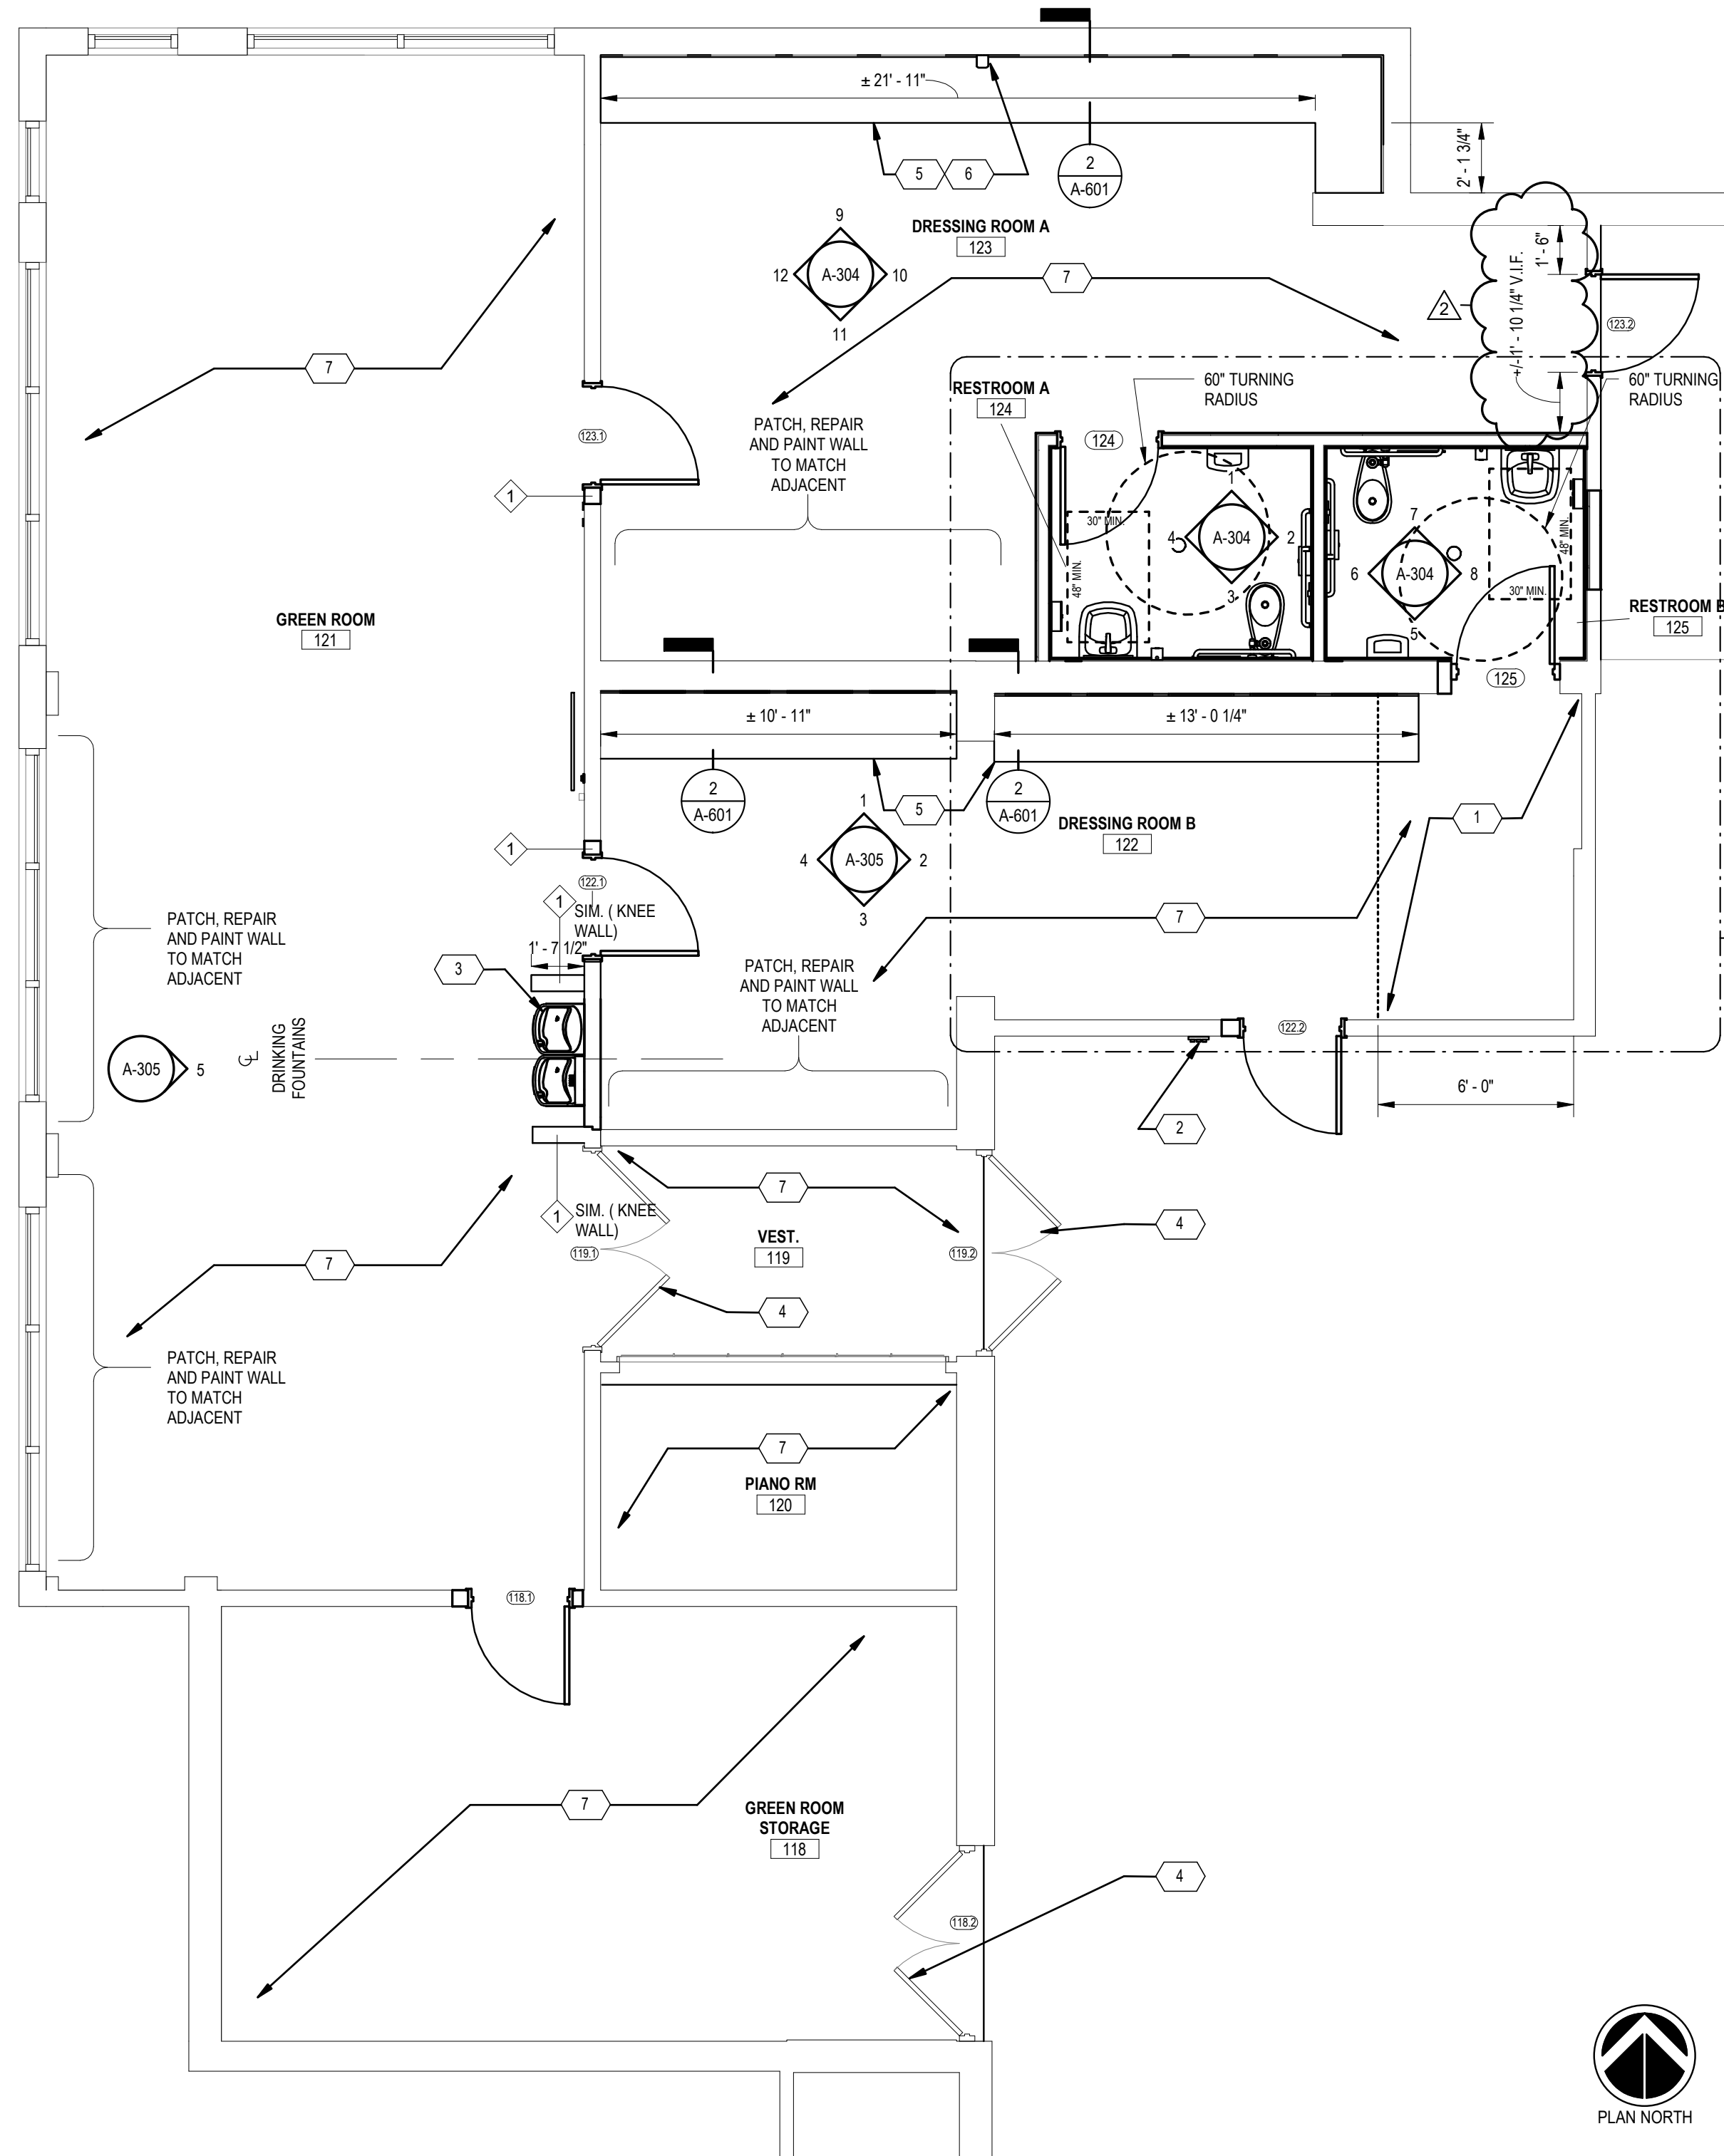 ± 21' - 11"
2' - 1 3/4"
5
6
2
A-601
DRESSING ROOM A
123
9
12
A-304
10
11
7
1' - 6"
+/-1' - 10 1/4" V.I.F.
2
123.2
7
RESTROOM A
124
60" TURNING
RADIUS
60" TURNING
RADIUS
123.1
PATCH, REPAIR
AND PAINT WALL
TO MATCH
ADJACENT
124
1
1
30" MIN.
48" MIN.
4
A-304
2
3
7
6
A-304
8
5
48" MIN.
30" MIN.
RESTROOM B
125
GREEN ROOM
121
125
± 10' - 11"
± 13' - 0 1/4"
2
A-601
5
2
A-601
1
4
A-305
2
3
DRESSING ROOM B
122
1
1
122.1
1
SIM. ( KNEE
WALL)
1' - 7 1/2"
7
PATCH, REPAIR
AND PAINT WALL
TO MATCH
ADJACENT
3
PATCH, REPAIR
AND PAINT WALL
TO MATCH
ADJACENT
122.2
A-305
5
CL
DRINKING
FOUNTAINS
6' - 0"
2
7
1
SIM. ( KNEE
WALL)
VEST.
119
119.1
119.2
4
4
7
PATCH, REPAIR
AND PAINT WALL
TO MATCH
ADJACENT
7
PIANO RM
120
118.1
7
GREEN ROOM
STORAGE
118
4
118.2
PLAN NORTH